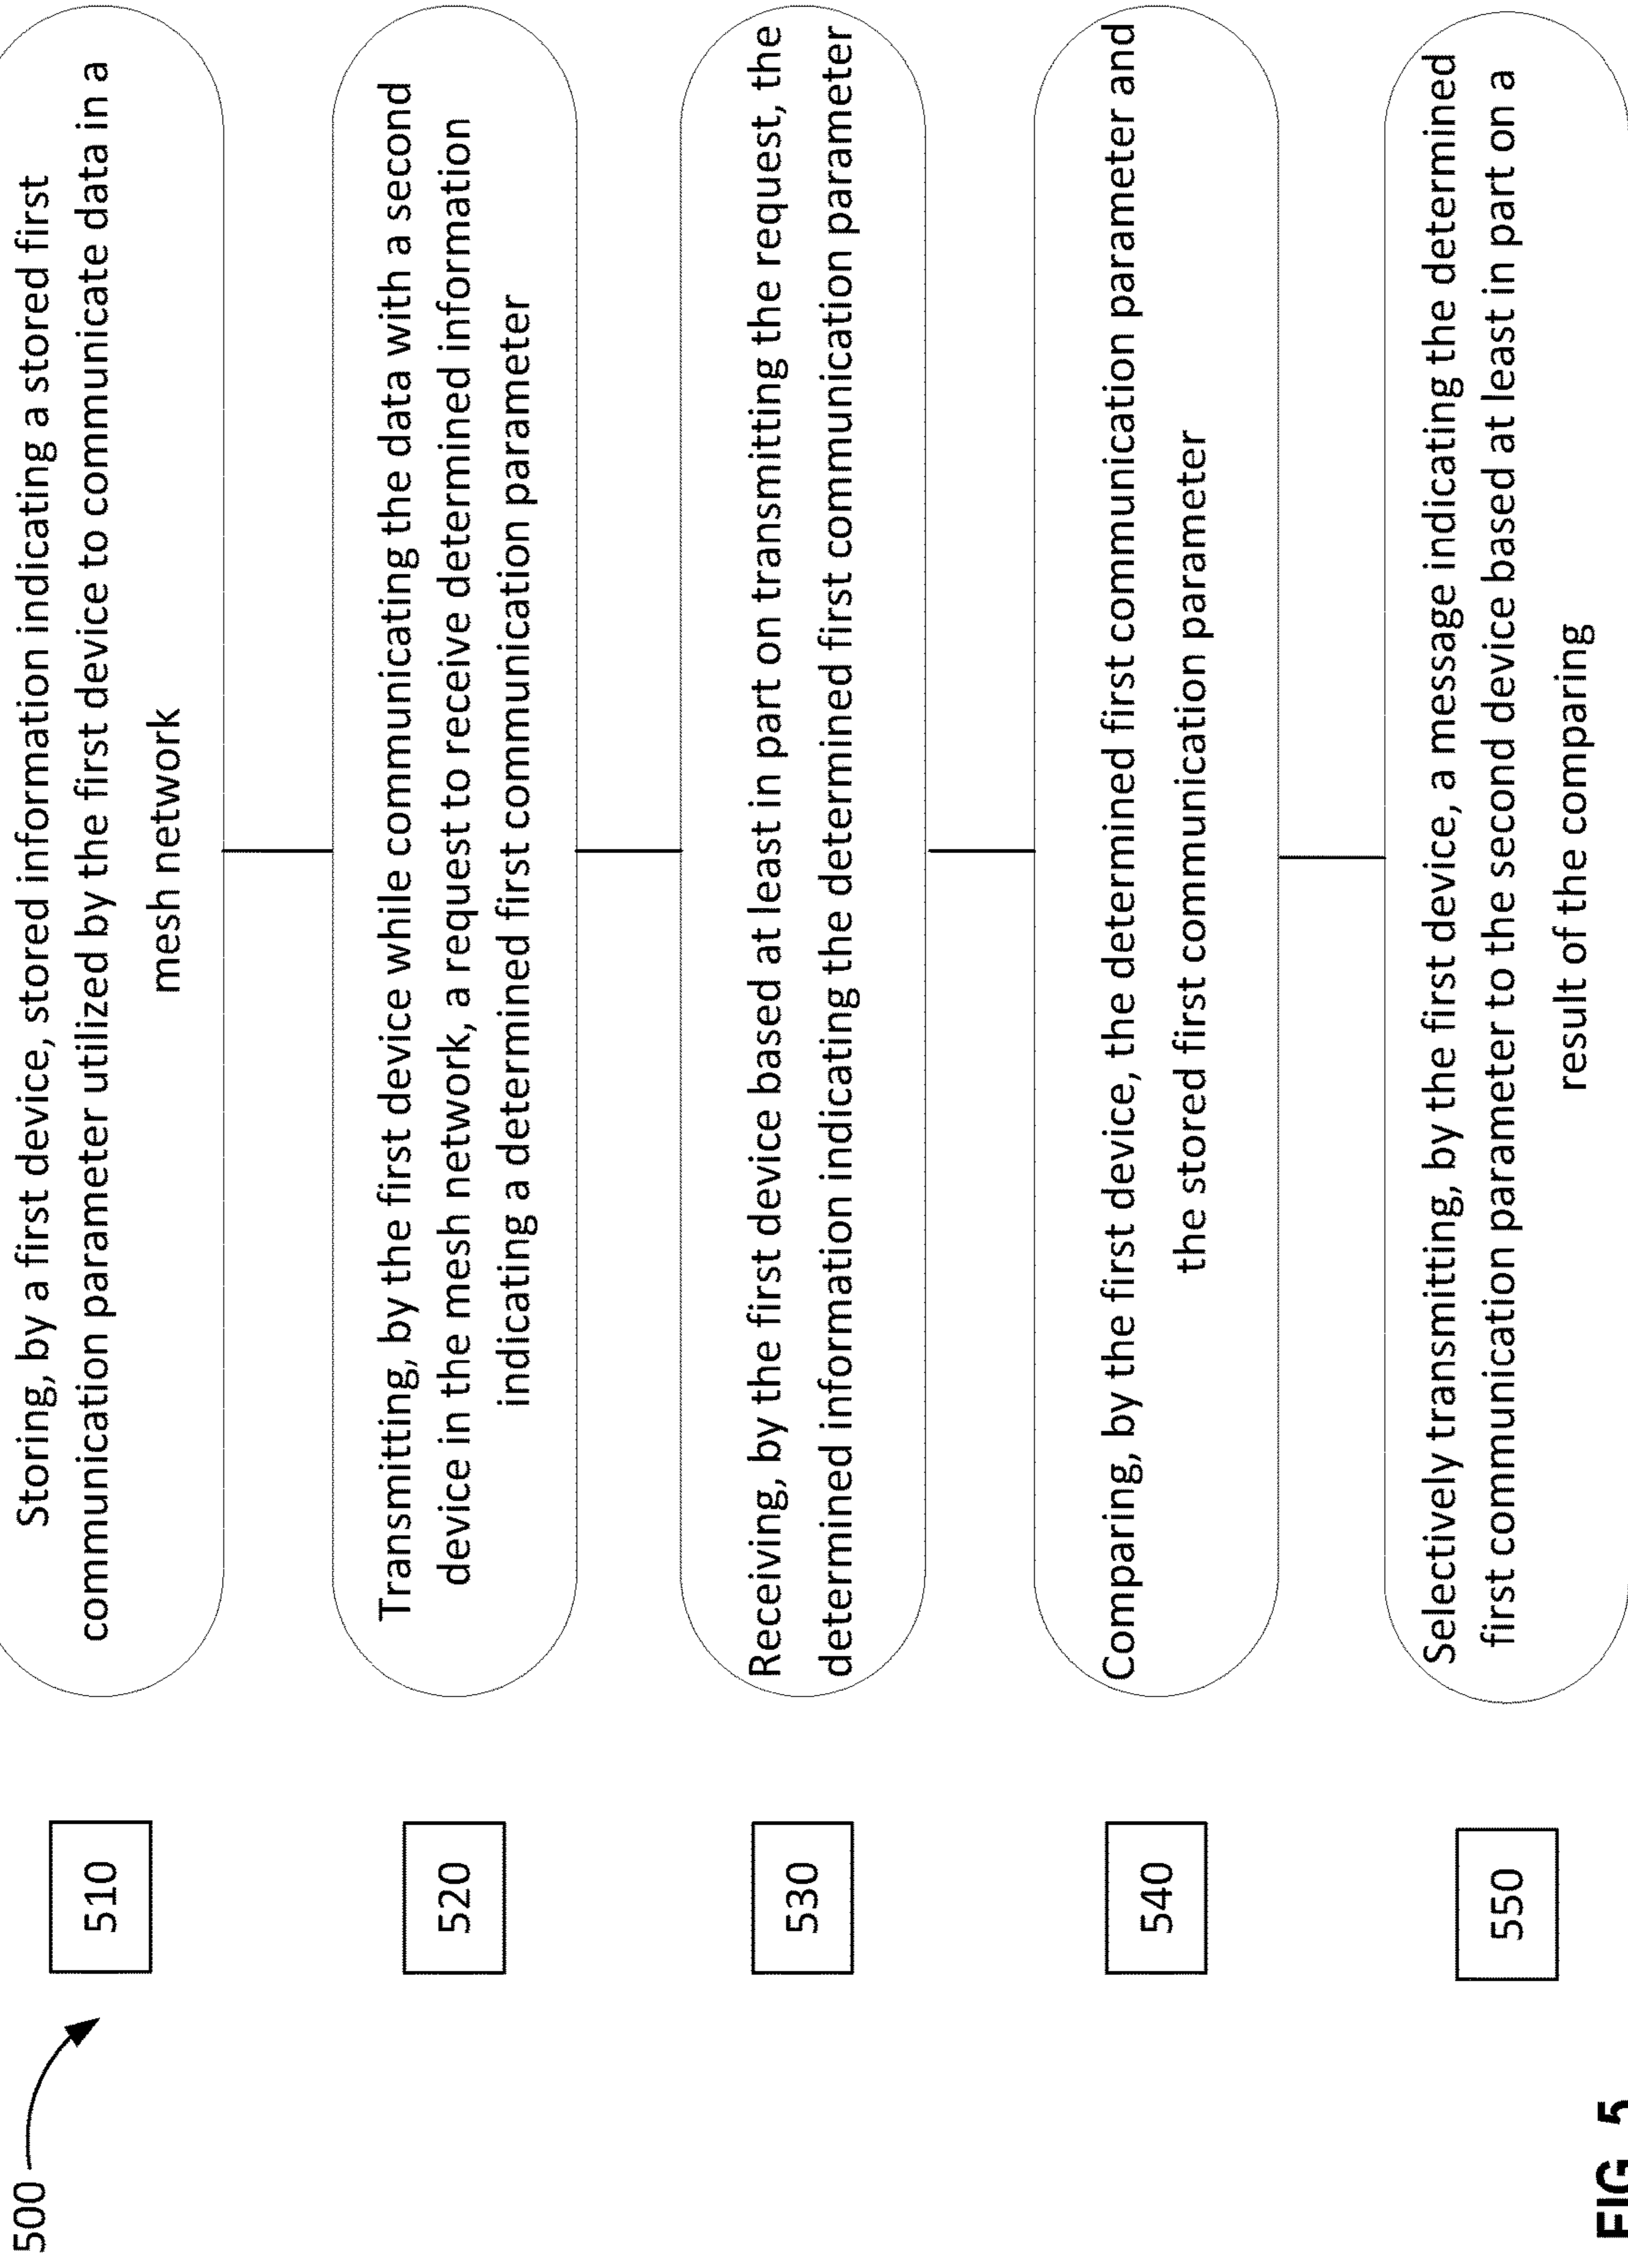 500
510
Storing, by a first device, stored information indicating a stored first
communication parameter utilized by the first device to communicate data in a
mesh network
520
Transmitting, by the first device while communicating the data with a second
device in the mesh network, a request to receive determined information
indicating a determined first communication parameter
530
Receiving, by the first device based at least in part on transmitting the request, the
determined information indicating the determined first communication parameter
540
Comparing, by the first device, the determined first communication parameter and
the stored first communication parameter
550
Selectively transmitting, by the first device, a message indicating the determined
first communication parameter to the second device based at least in part on a
result of the comparing
FIG. 5